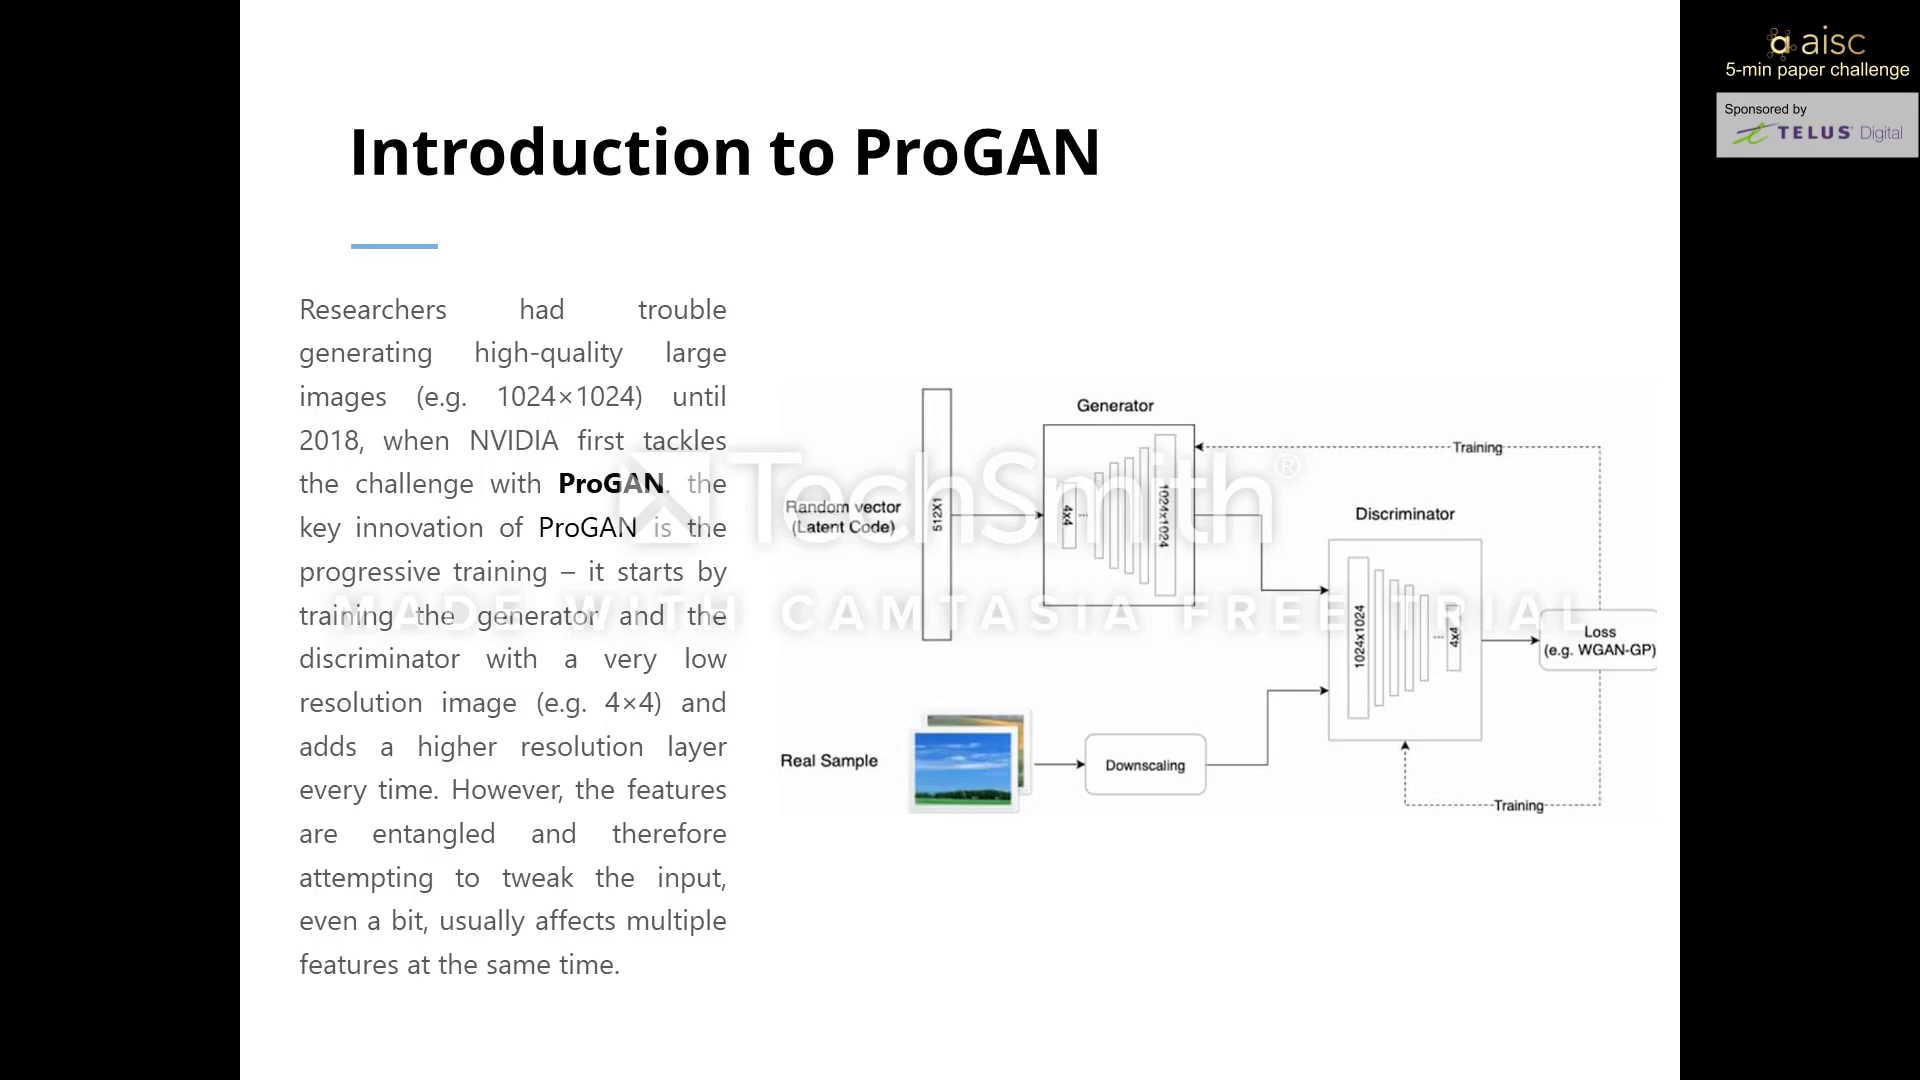 aisc
5-min paper challenge
Sponsored by
TELUS® Digital
Introduction to ProGAN
Researchers had trouble
generating high-quality large
images (e.g. 1024×1024) until
2018, when NVIDIA first tackles
the challenge with ProGAN. the
key innovation of ProGAN is the
progressive training – it starts by
training the generator and the
discriminator with a very low
resolution image (e.g. 4×4) and
adds a higher resolution layer
every time. However, the features
are entangled and therefore
attempting to tweak the input,
even a bit, usually affects multiple
features at the same time.
Generator
Training
Random vector
(Latent Code)
512X1
4x4
...
1024x1024
Discriminator
1024x1024
...
4x4
Loss
(e.g. WGAN-GP)
Real Sample
Downscaling
Training
TechSmith®
MADE WITH CAMTASIA FREE TRIAL